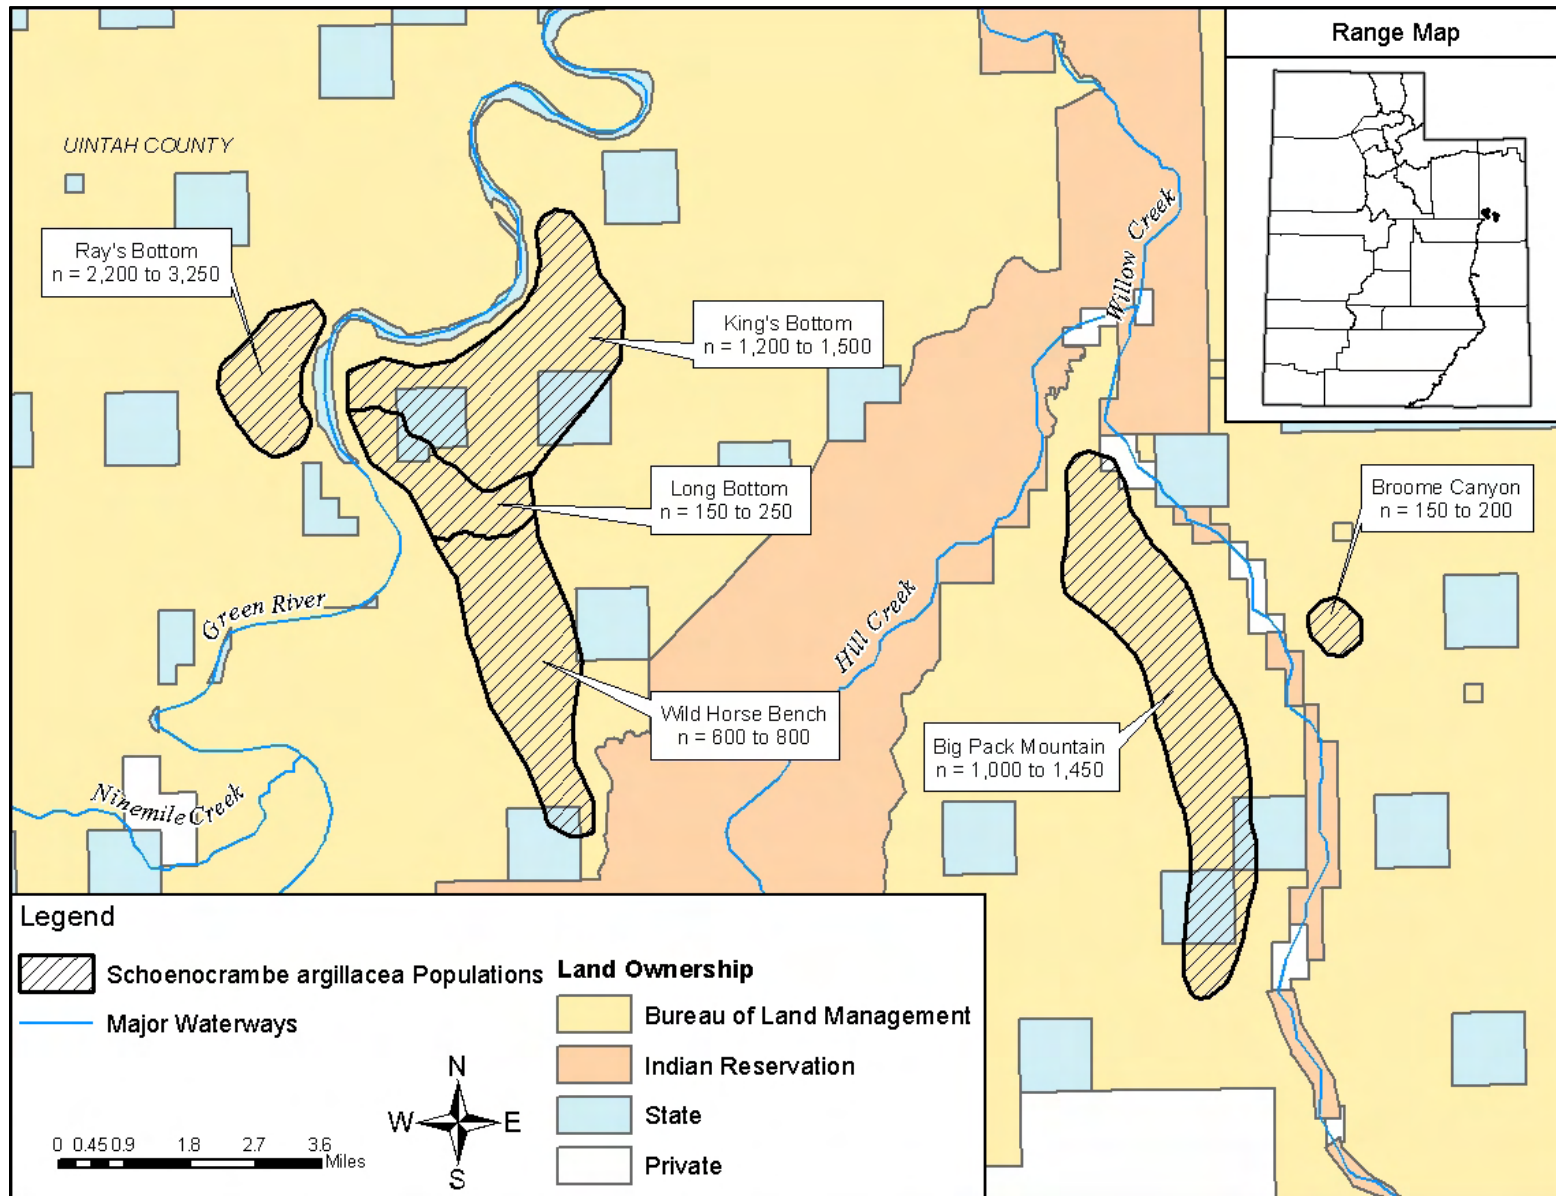 Range Map
UINTAH COUNTY
Ray's Bottom
n = 2,200 to 3,250
King's Bottom
n = 1,200 to 1,500
Willow Creek
Long Bottom
n = 150 to 250
Broome Canyon
n = 150 to 200
Green River
Hill Creek
Wild Horse Bench
n = 600 to 800
Big Pack Mountain
n = 1,000 to 1,450
Ninemile Creek
Legend
Schoenocrambe argillacea Populations
Major Waterways
Land Ownership
Bureau of Land Management
Indian Reservation
State
Private
N
W E
S
0 0.45 0.9 1.8 2.7 3.6
Miles